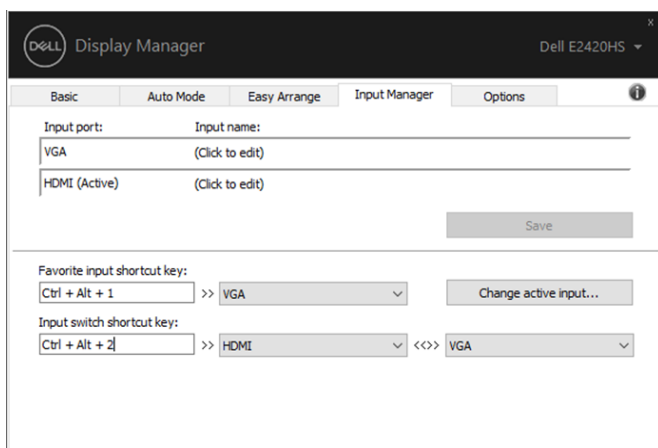 x
DELL Display Manager Dell E2420HS
Basic Auto Mode Easy Arrange Input Manager Options i
Input port: Input name:
VGA (Click to edit)
HDMI (Active) (Click to edit)
Save
Favorite input shortcut key:
Ctrl + Alt + 1 >> VGA Change active input...
Input switch shortcut key:
Ctrl + Alt + 2 >> HDMI <<>> VGA